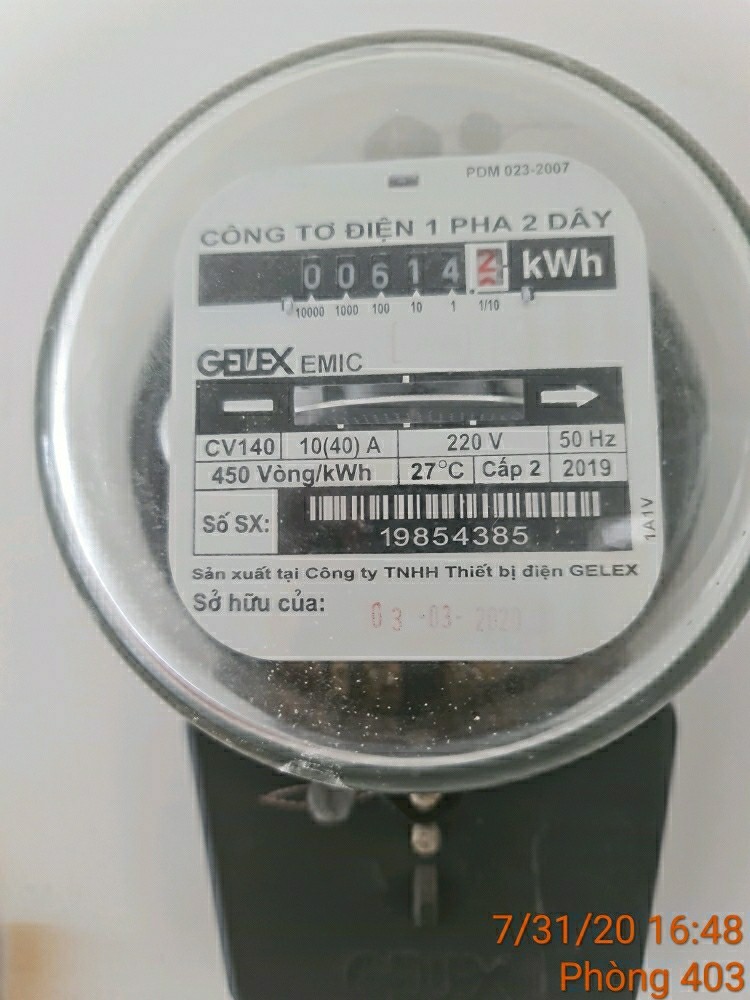 PDM 023-2007
CÔNG TƠ ĐIỆN 1 PHA 2 DÂY
0 0 6 1 4 2 kWh
10000 1000 100 10 1 1/10
GELEX EMIC
CV140 10(40) A 220 V 50 Hz
450 Vòng/kWh 27°C Cấp 2 2019
Số SX: 19854385
1A1V
Sản xuất tại Công ty TNHH Thiết bị điện GELEX
Sở hữu của: 03 -03- 2020
GELEX
7/31/20 16:48
Phòng 403